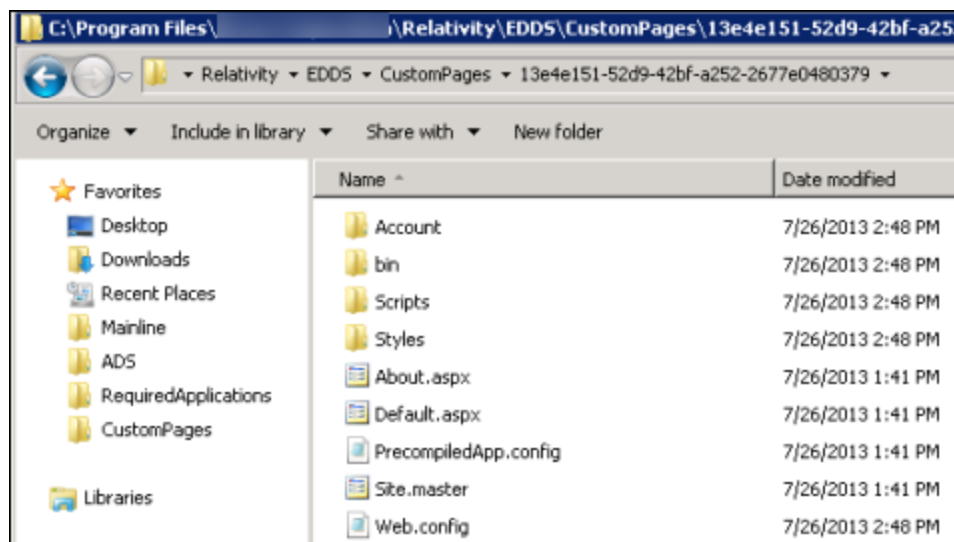 C:\Program Files\ \Relativity\EDDS\CustomPages\13e4e151-52d9-42bf-a25
Relativity EDDS CustomPages 13e4e151-52d9-42bf-a252-2677e0480379
Organize Include in library Share with New folder
Favorites
Desktop
Downloads
Recent Places
Mainline
ADS
RequiredApplications
CustomPages
Libraries
Name Date modified
Account 7/26/2013 2:48 PM
bin 7/26/2013 2:48 PM
Scripts 7/26/2013 2:48 PM
Styles 7/26/2013 2:48 PM
About.aspx 7/26/2013 1:41 PM
Default.aspx 7/26/2013 1:41 PM
PrecompiledApp.config 7/26/2013 1:41 PM
Site.master 7/26/2013 1:41 PM
Web.config 7/26/2013 2:48 PM